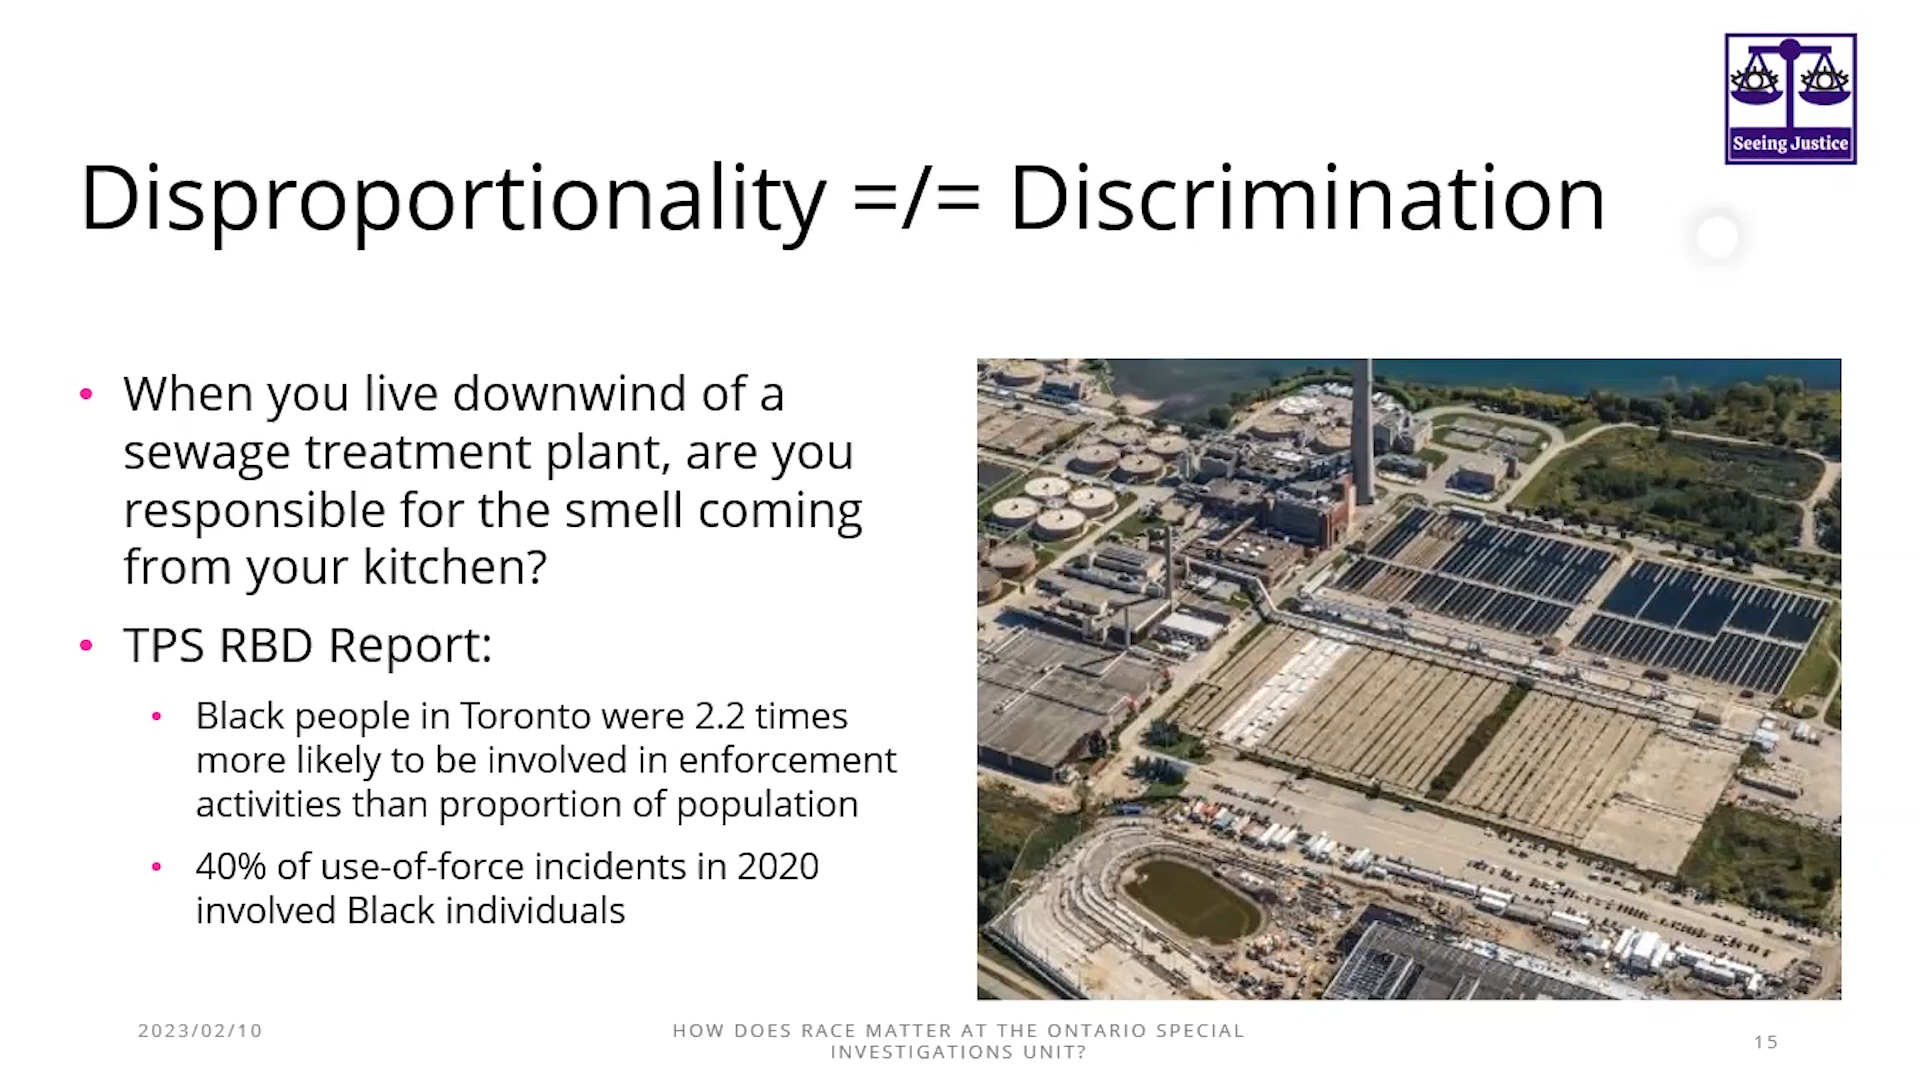 Seeing Justice
Disproportionality =/= Discrimination
• When you live downwind of a
sewage treatment plant, are you
responsible for the smell coming
from your kitchen?
• TPS RBD Report:
• Black people in Toronto were 2.2 times
more likely to be involved in enforcement
activities than proportion of population
• 40% of use-of-force incidents in 2020
involved Black individuals
2023/02/10
HOW DOES RACE MATTER AT THE ONTARIO SPECIAL
INVESTIGATIONS UNIT?
15